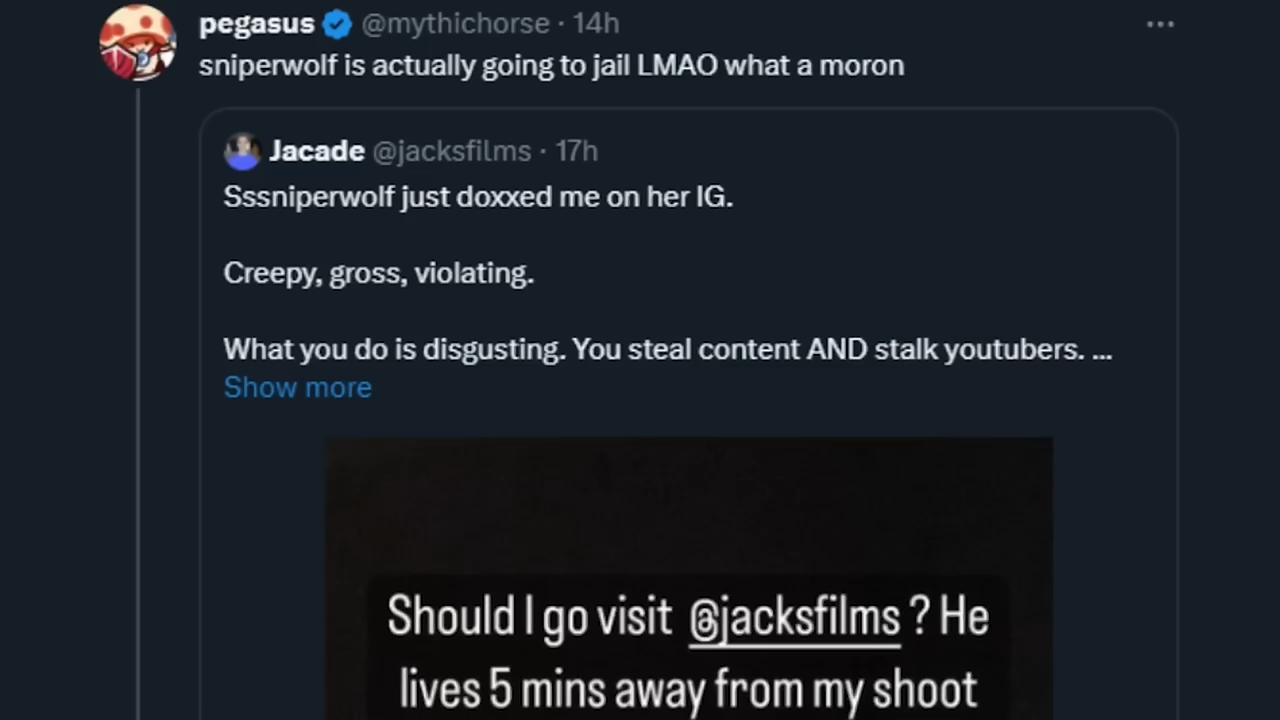 pegasus @mythichorse · 14h
sniperwolf is actually going to jail LMAO what a moron
Jacade @jacksfilms · 17h
Sssniperwolf just doxxed me on her IG.
Creepy, gross, violating.
What you do is disgusting. You steal content AND stalk youtubers. ...
Show more
Should I go visit @jacksfilms ? He
lives 5 mins away from my shoot